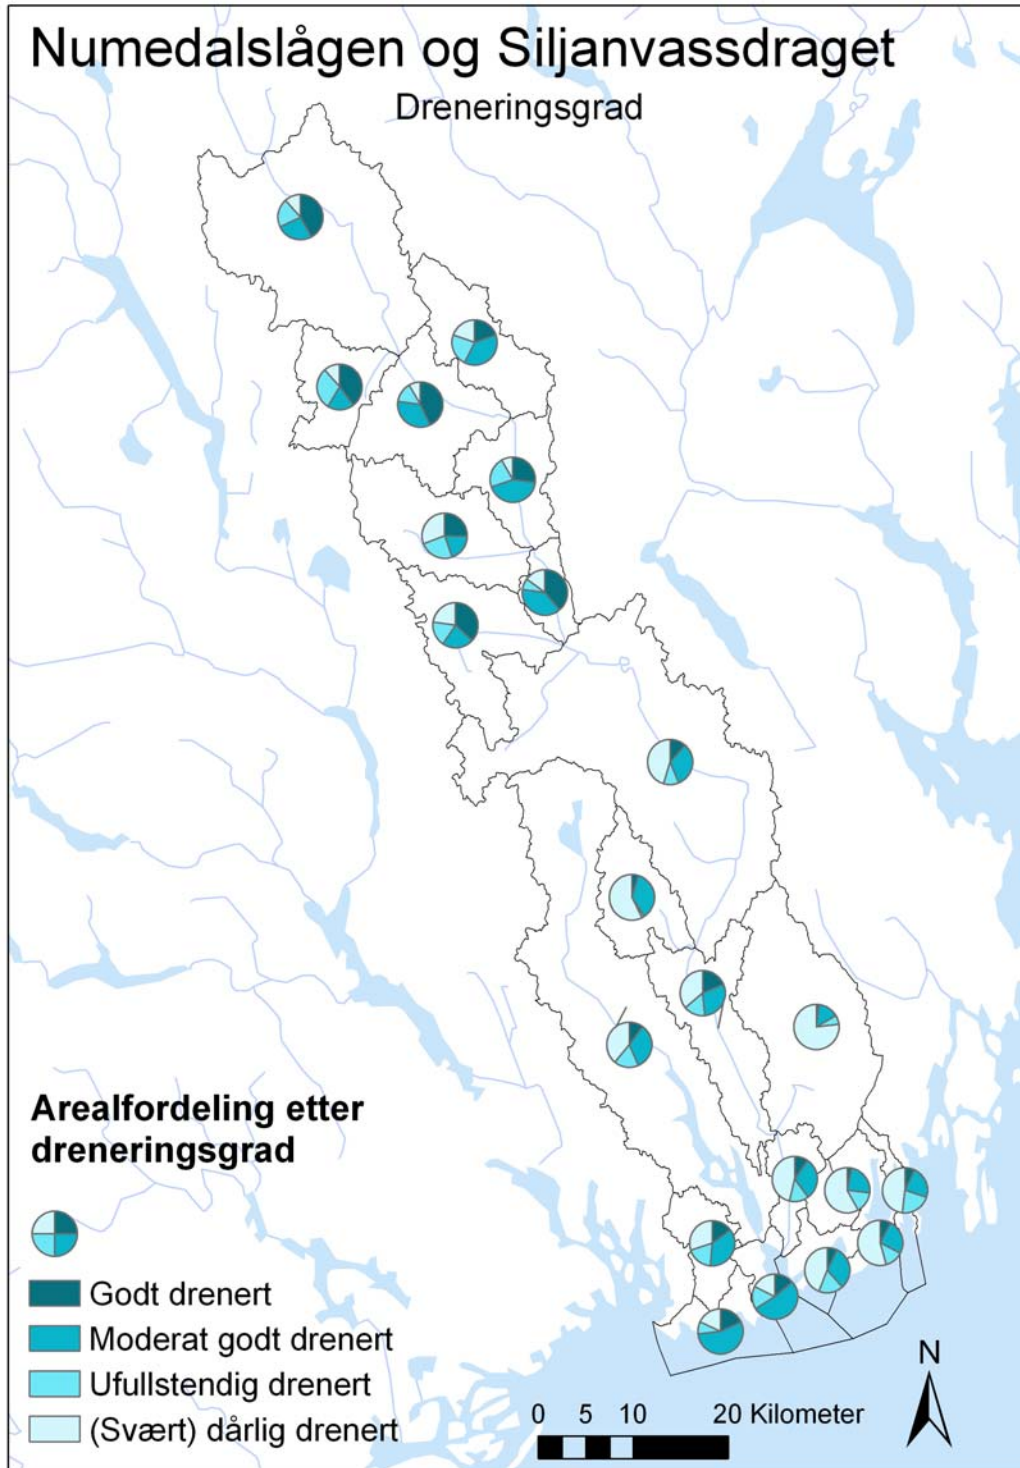 Numedalslågen og Siljanvassdraget
Dreneringsgrad
Arealfordeling etter
dreneringsgrad
Godt drenert
Moderat godt drenert
Ufullstendig drenert
(Svært) dårlig drenert
0 5 10 20 Kilometer
N